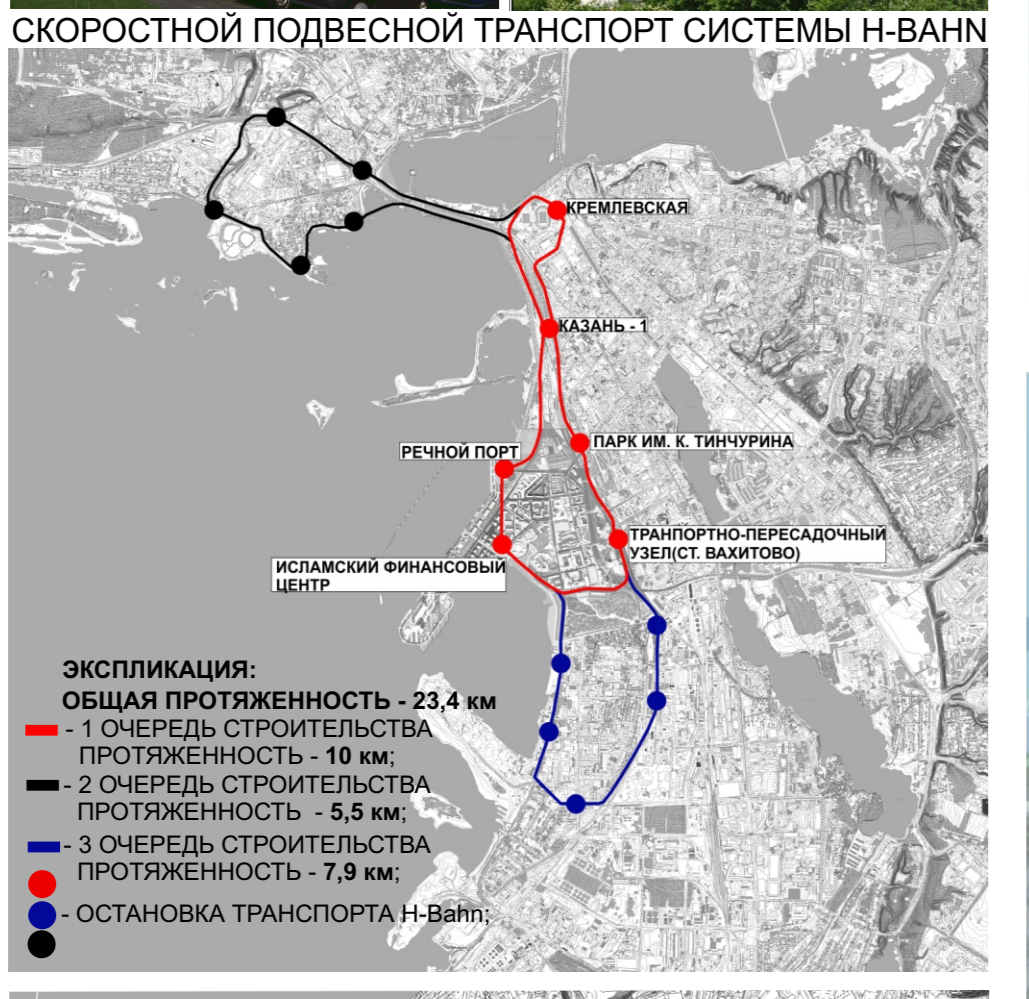 СКОРОСТНОЙ ПОДВЕСНОЙ ТРАНСПОРТ СИСТЕМЫ H-BAHN
КРЕМЛЕВСКАЯ
КАЗАНЬ - 1
ПАРК ИМ. К. ТИНЧУРИНА
РЕЧНОЙ ПОРТ
ТРАНПОРТНО-ПЕРЕСАДОЧНЫЙ
УЗЕЛ(СТ. ВАХИТОВО)
ИСЛАМСКИЙ ФИНАНСОВЫЙ
ЦЕНТР
ЭКСПЛИКАЦИЯ:
ОБЩАЯ ПРОТЯЖЕННОСТЬ - 23,4 км
- 1 ОЧЕРЕДЬ СТРОИТЕЛЬСТВА
ПРОТЯЖЕННОСТЬ - 10 км;
- 2 ОЧЕРЕДЬ СТРОИТЕЛЬСТВА
ПРОТЯЖЕННОСТЬ - 5,5 км;
- 3 ОЧЕРЕДЬ СТРОИТЕЛЬСТВА
ПРОТЯЖЕННОСТЬ - 7,9 км;
- ОСТАНОВКА ТРАНСПОРТА H-Bahn;